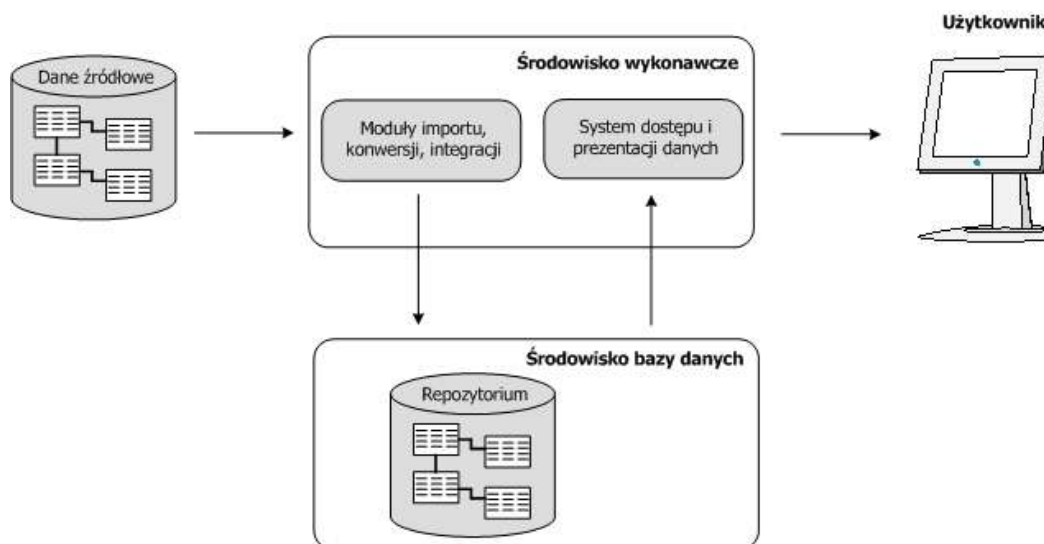 Użytkownik
Środowisko wykonawcze
Dane źródłowe
Moduły importu,
konwersji, integracji
System dostępu i
prezentacji danych
Środowisko bazy danych
Repozytorium